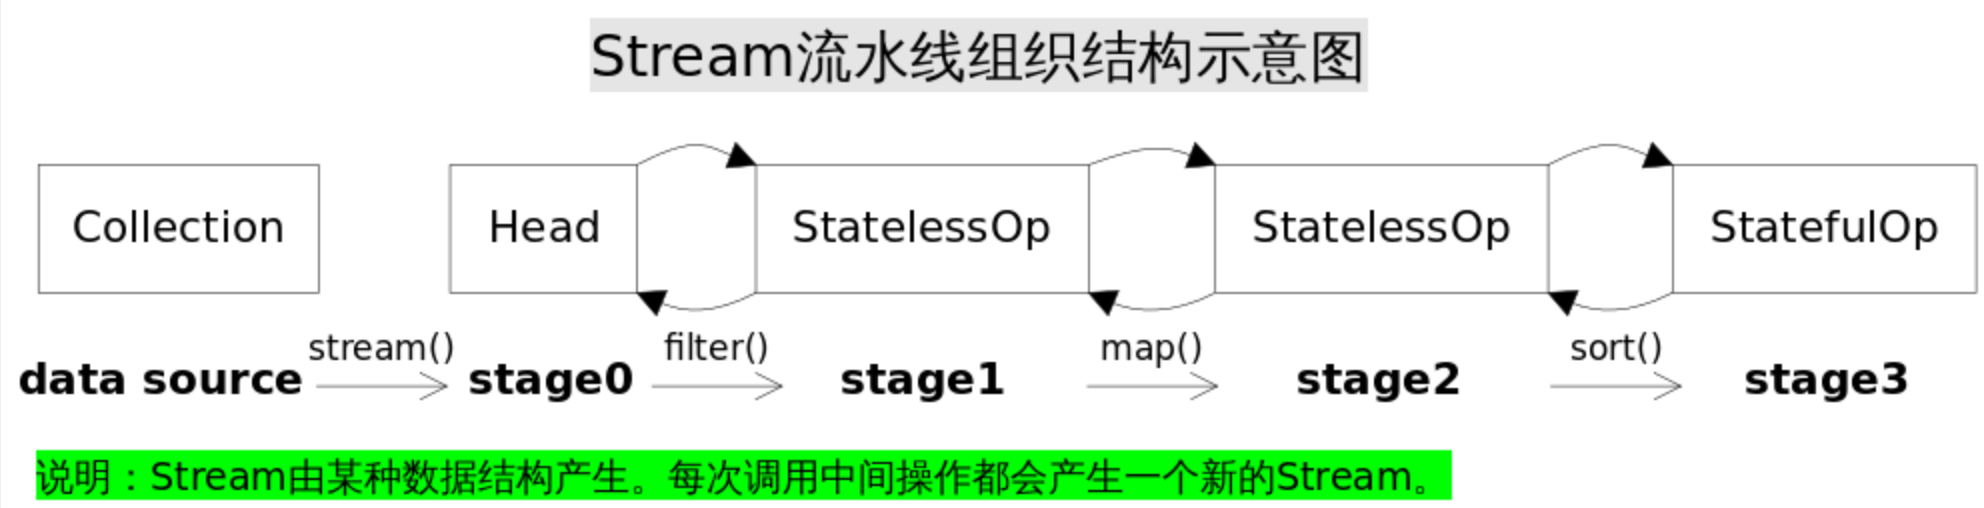 Stream流水线组织结构示意图
Collection Head StatelessOp StatelessOp StatefulOp
stream() filter() map() sort()
data source stage0 stage1 stage2 stage3
说明：Stream由某种数据结构产生。每次调用中间操作都会产生一个新的Stream。